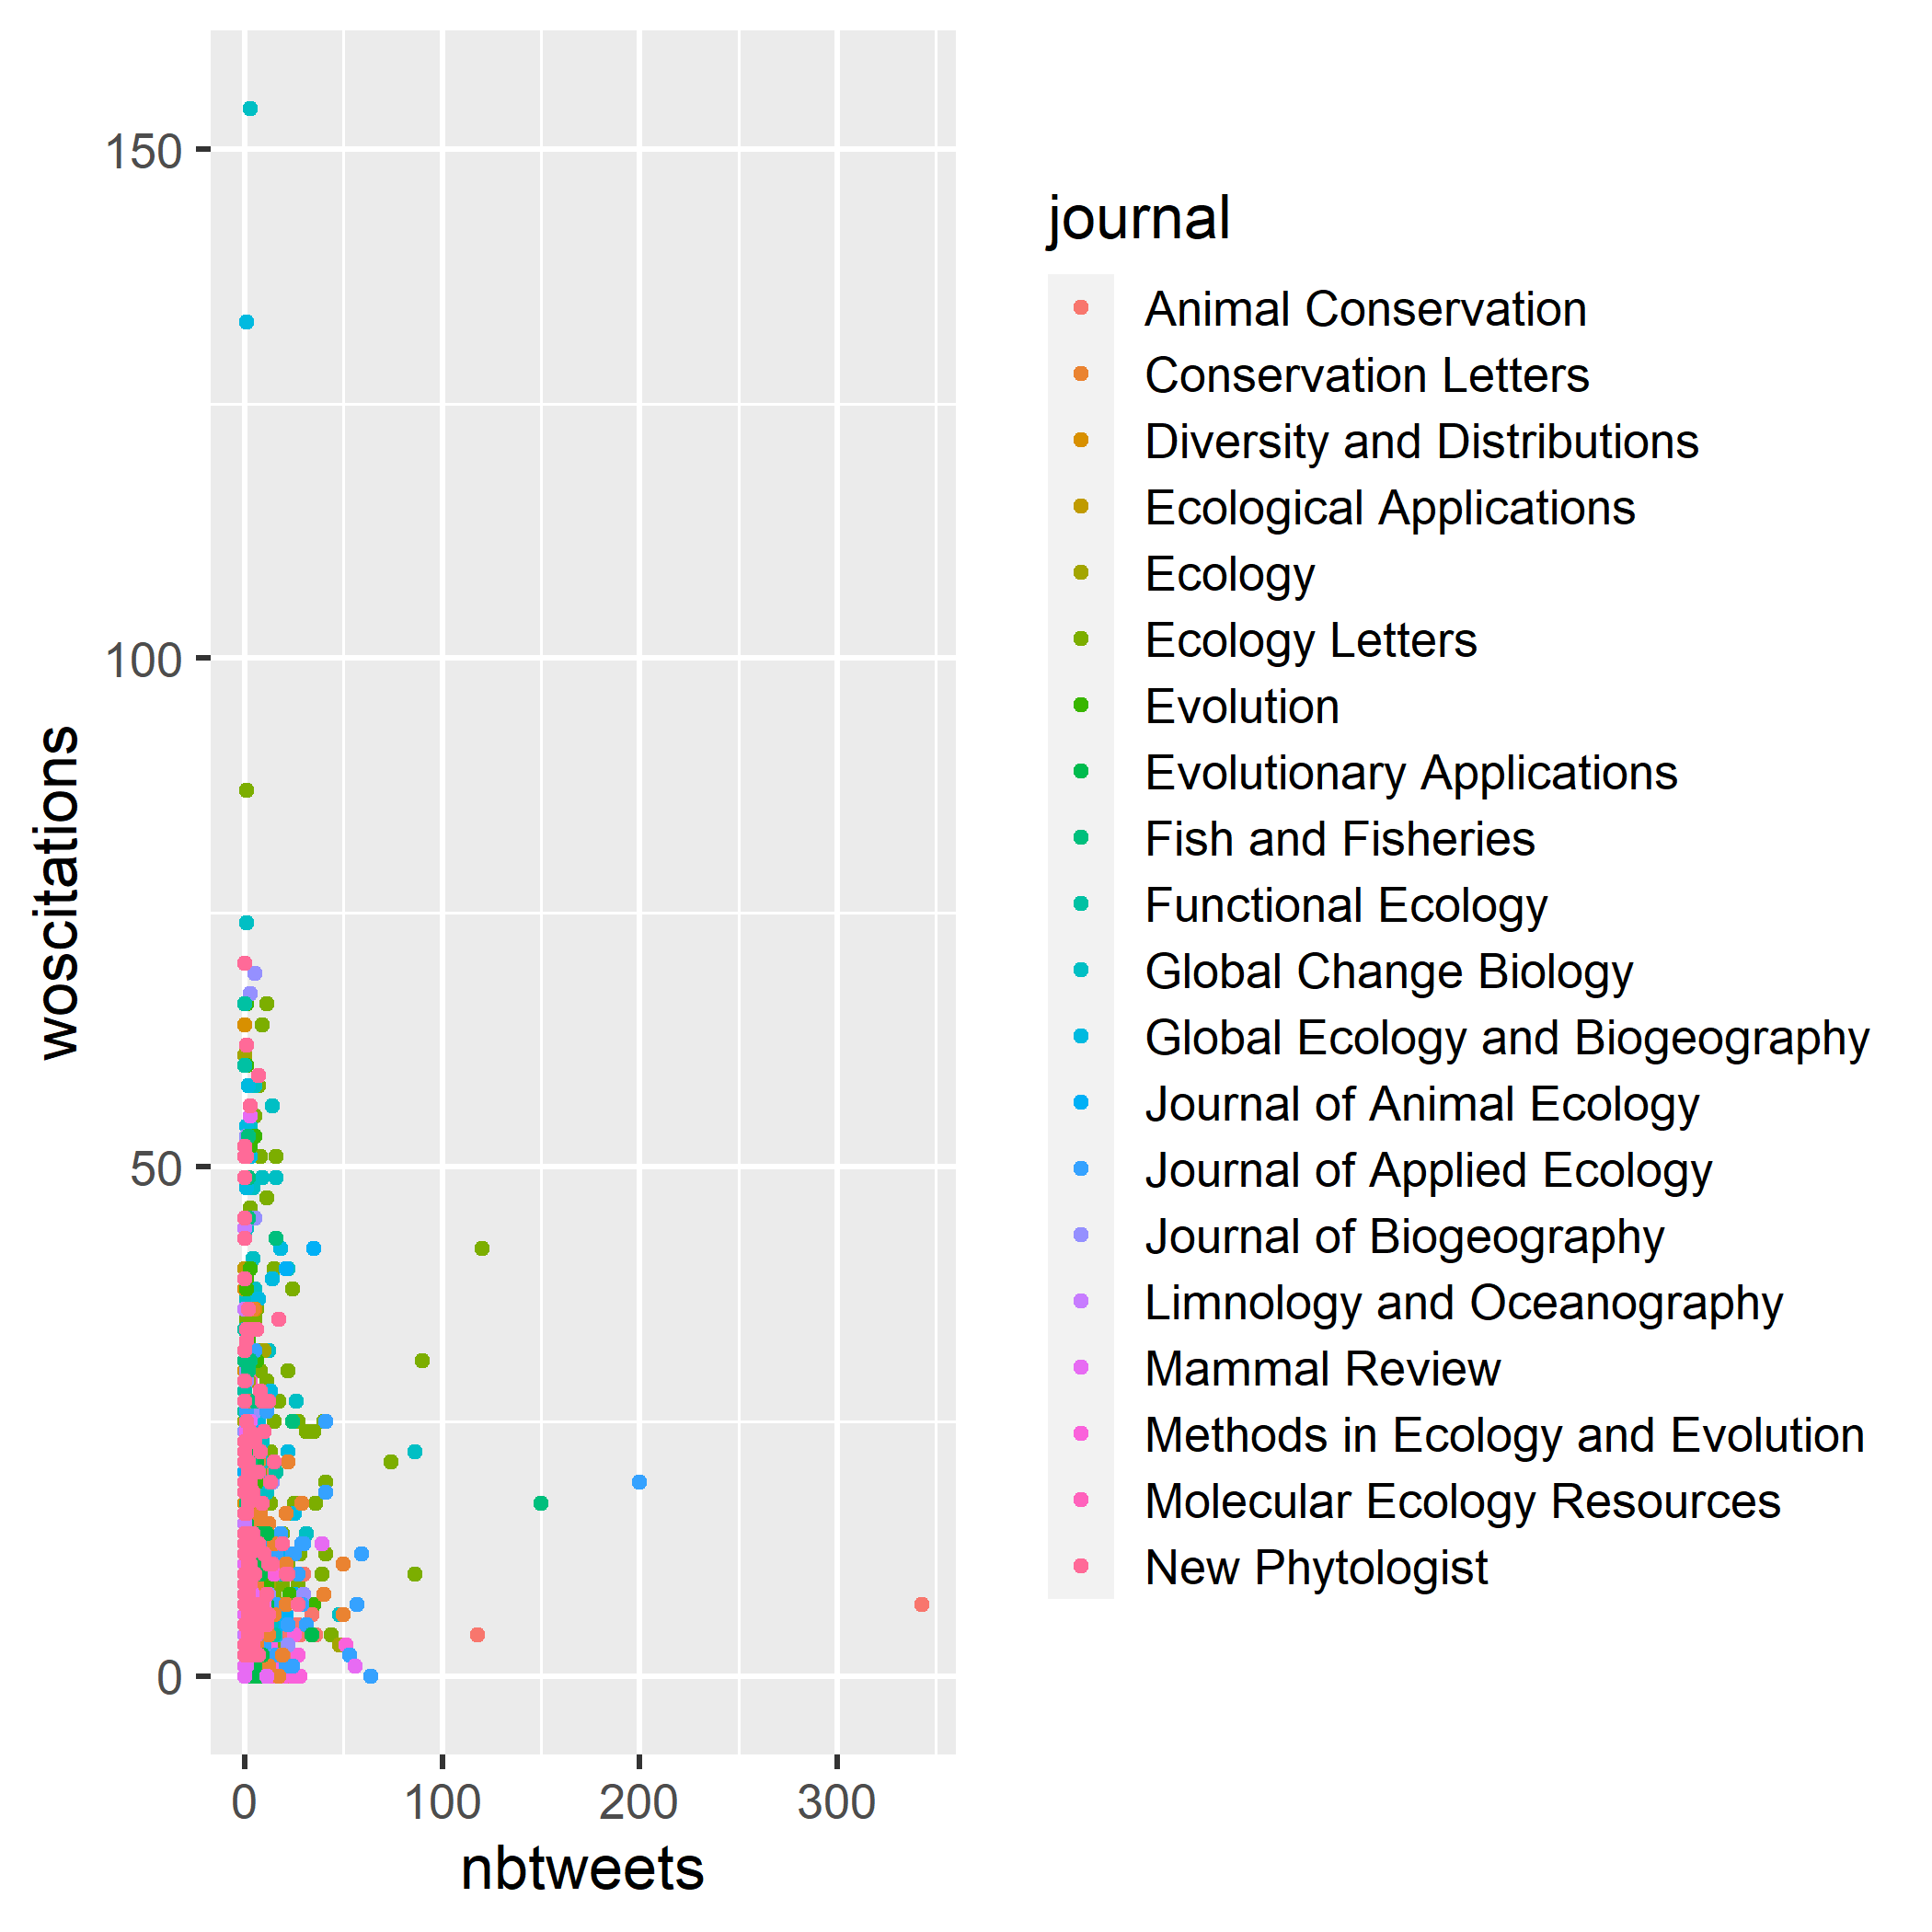 150
100
50
0
woscitations
0 100 200 300
nbtweets
journal
Animal Conservation
Conservation Letters
Diversity and Distributions
Ecological Applications
Ecology
Ecology Letters
Evolution
Evolutionary Applications
Fish and Fisheries
Functional Ecology
Global Change Biology
Global Ecology and Biogeography
Journal of Animal Ecology
Journal of Applied Ecology
Journal of Biogeography
Limnology and Oceanography
Mammal Review
Methods in Ecology and Evolution
Molecular Ecology Resources
New Phytologist